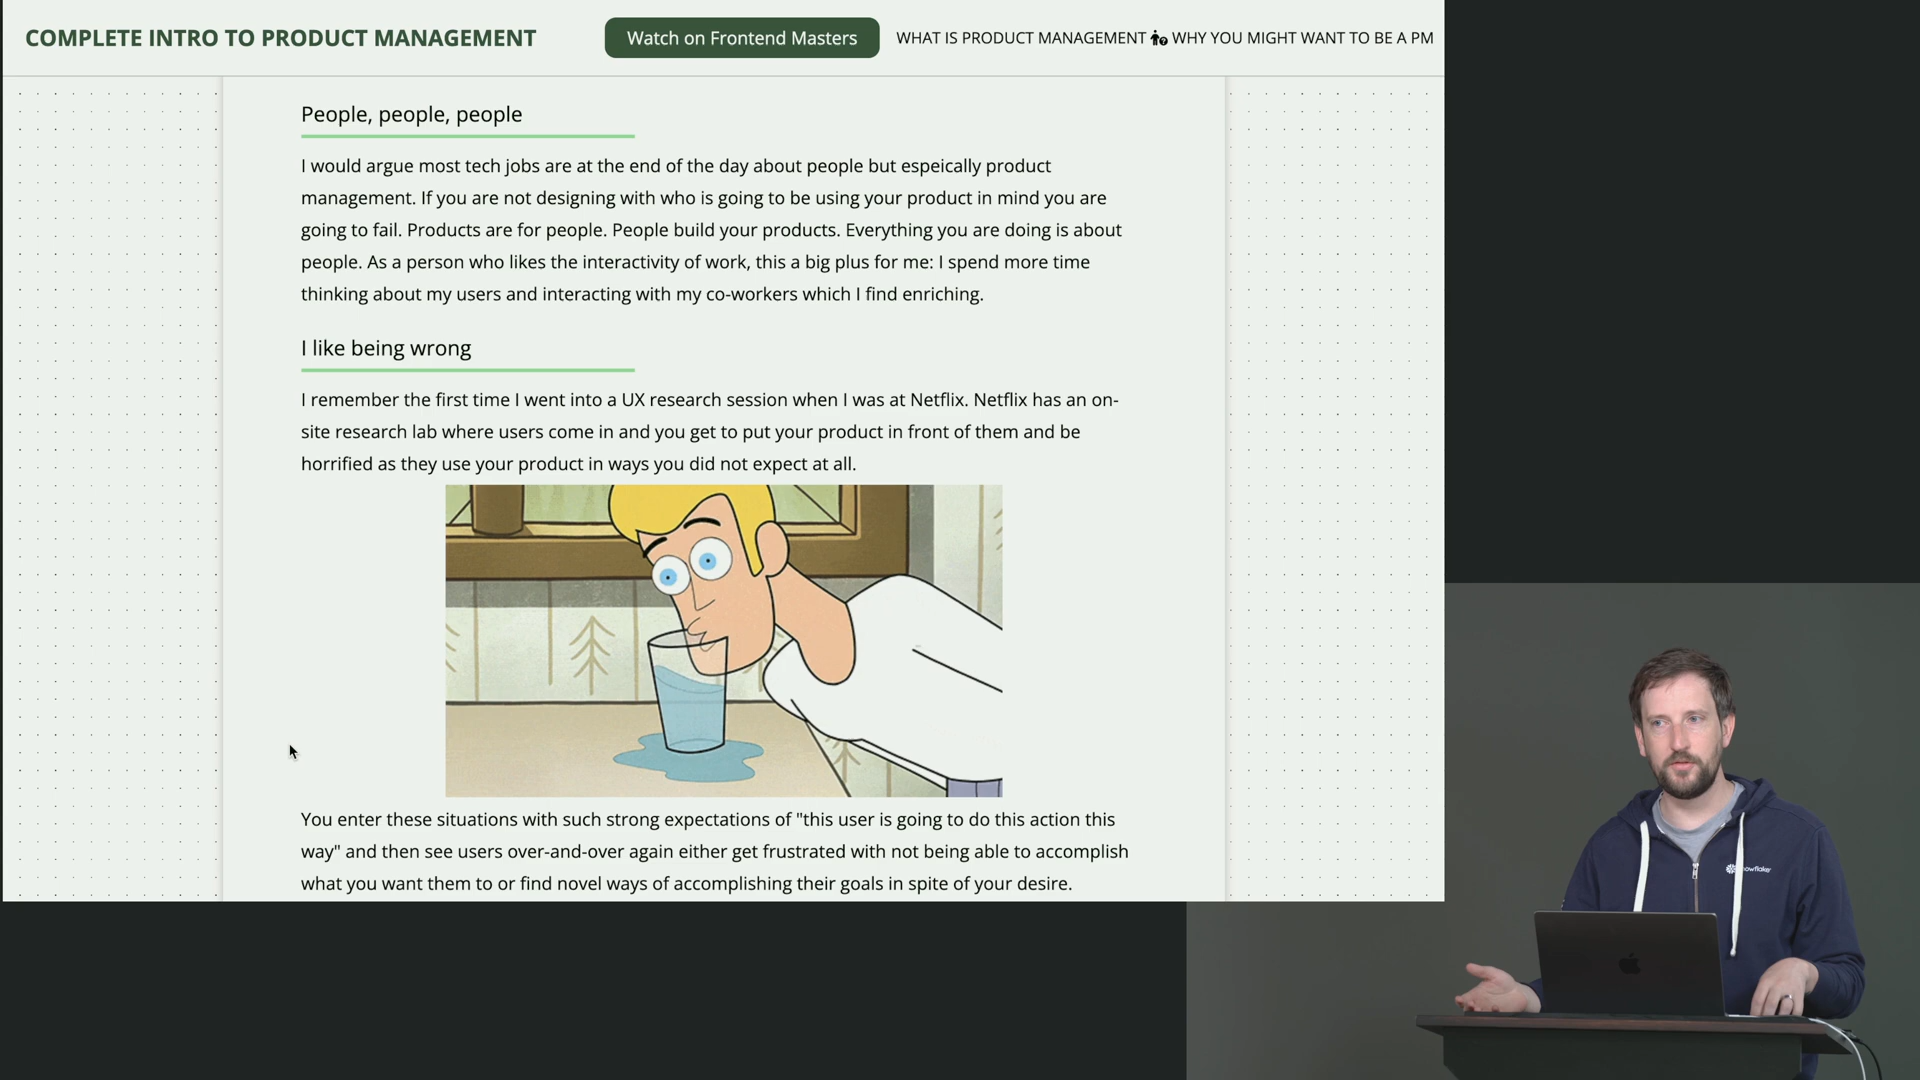 COMPLETE INTRO TO PRODUCT MANAGEMENT
Watch on Frontend Masters
WHAT IS PRODUCT MANAGEMENT WHY YOU MIGHT WANT TO BE A PM
People, people, people
I would argue most tech jobs are at the end of the day about people but espeically product
management. If you are not designing with who is going to be using your product in mind you are
going to fail. Products are for people. People build your products. Everything you are doing is about
people. As a person who likes the interactivity of work, this a big plus for me: I spend more time
thinking about my users and interacting with my co-workers which I find enriching.
I like being wrong
I remember the first time I went into a UX research session when I was at Netflix. Netflix has an on-
site research lab where users come in and you get to put your product in front of them and be
horrified as they use your product in ways you did not expect at all.
You enter these situations with such strong expectations of "this user is going to do this action this
way" and then see users over-and-over again either get frustrated with not being able to accomplish
what you want them to or find novel ways of accomplishing their goals in spite of your desire.